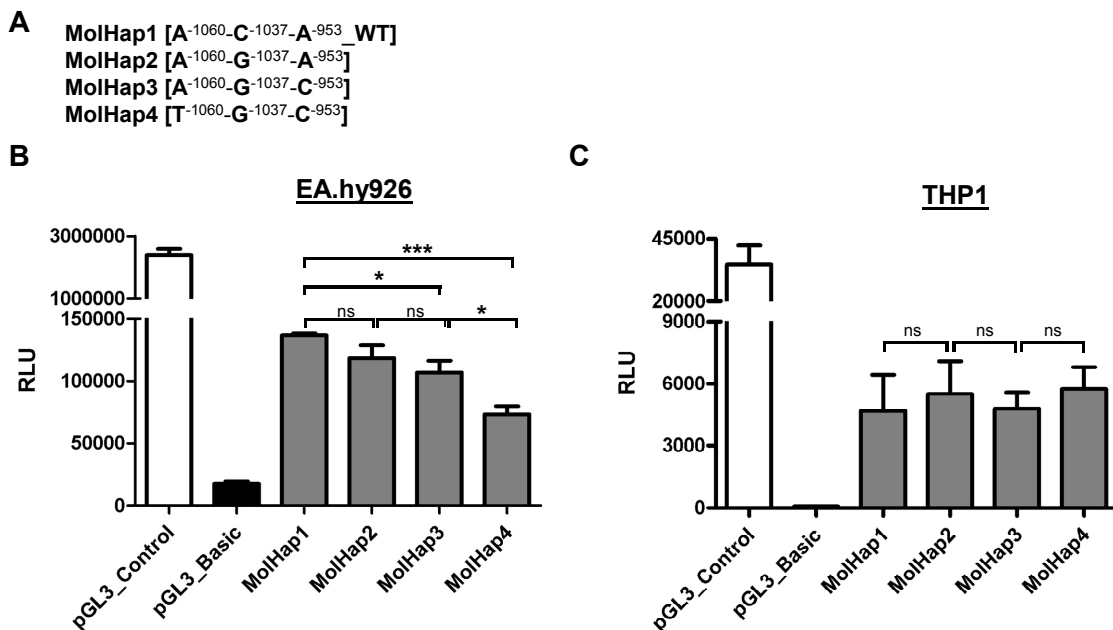 A
MolHap1 [A-1060-C-1037-A-953_WT]
MolHap2 [A-1060-G-1037-A-953]
MolHap3 [A-1060-G-1037-C-953]
MolHap4 [T-1060-G-1037-C-953]
B
EA.hy926
RLU
3000000
1000000
150000
100000
50000
0
***
*
ns
ns
*
pGL3_Control
pGL3_Basic
MolHap1
MolHap2
MolHap3
MolHap4
C
THP1
RLU
45000
20000
9000
6000
3000
0
ns
ns
ns
pGL3_Control
pGL3_Basic
MolHap1
MolHap2
MolHap3
MolHap4